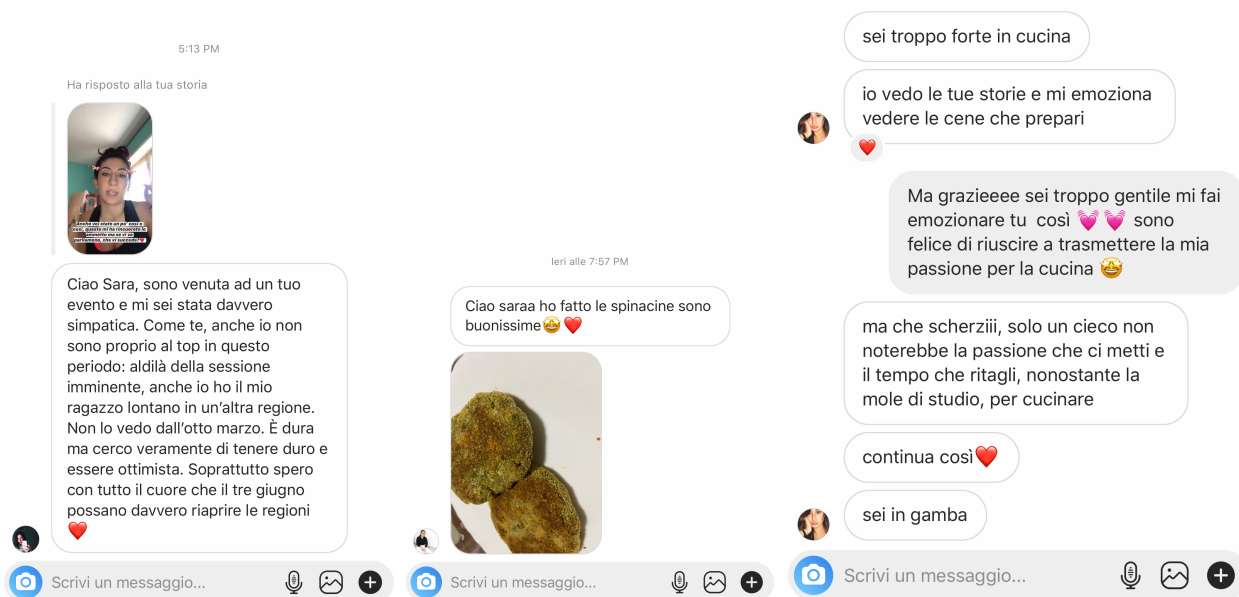 5:13 PM
Ha risposto alla tua storia
Ciao Sara, sono venuta ad un tuo
evento e mi sei stata davvero
simpatica. Come te, anche io non
sono proprio al top in questo
periodo: aldilà della sessione
imminente, anche io ho il mio
ragazzo lontano in un'altra regione.
Non lo vedo dall'otto marzo. È dura
ma cerco veramente di tenere duro e
essere ottimista. Soprattutto spero
con tutto il cuore che il tre giugno
possano davvero riaprire le regioni
❤️
Scrivi un messaggio...
Ieri alle 7:57 PM
Ciao saraa ho fatto le spinacine sono
buonissime🤩❤️
Scrivi un messaggio...
sei troppo forte in cucina
io vedo le tue storie e mi emoziona
vedere le cene che prepari
❤️
Ma grazieeee sei troppo gentile mi fai
emozionare tu così 💓💓 sono
felice di riuscire a trasmettere la mia
passione per la cucina 🤩
ma che scherziii, solo un cieco non
noterebbe la passione che ci metti e
il tempo che ritagli, nonostante la
mole di studio, per cucinare
continua così❤️
sei in gamba
Scrivi un messaggio...